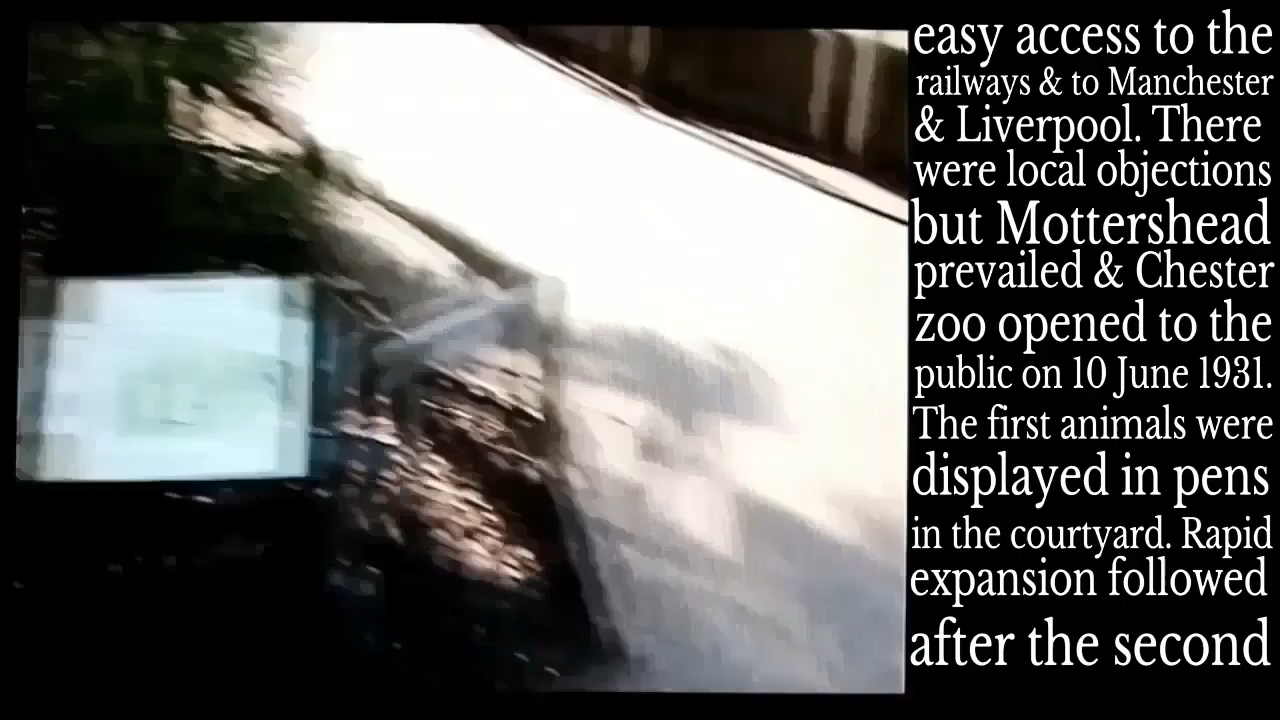 easy access to the
railways & to Manchester
& Liverpool. There
were local objections
but Mottershead
prevailed & Chester
zoo opened to the
public on 10 June 1931.
The first animals were
displayed in pens
in the courtyard. Rapid
expansion followed
after the second